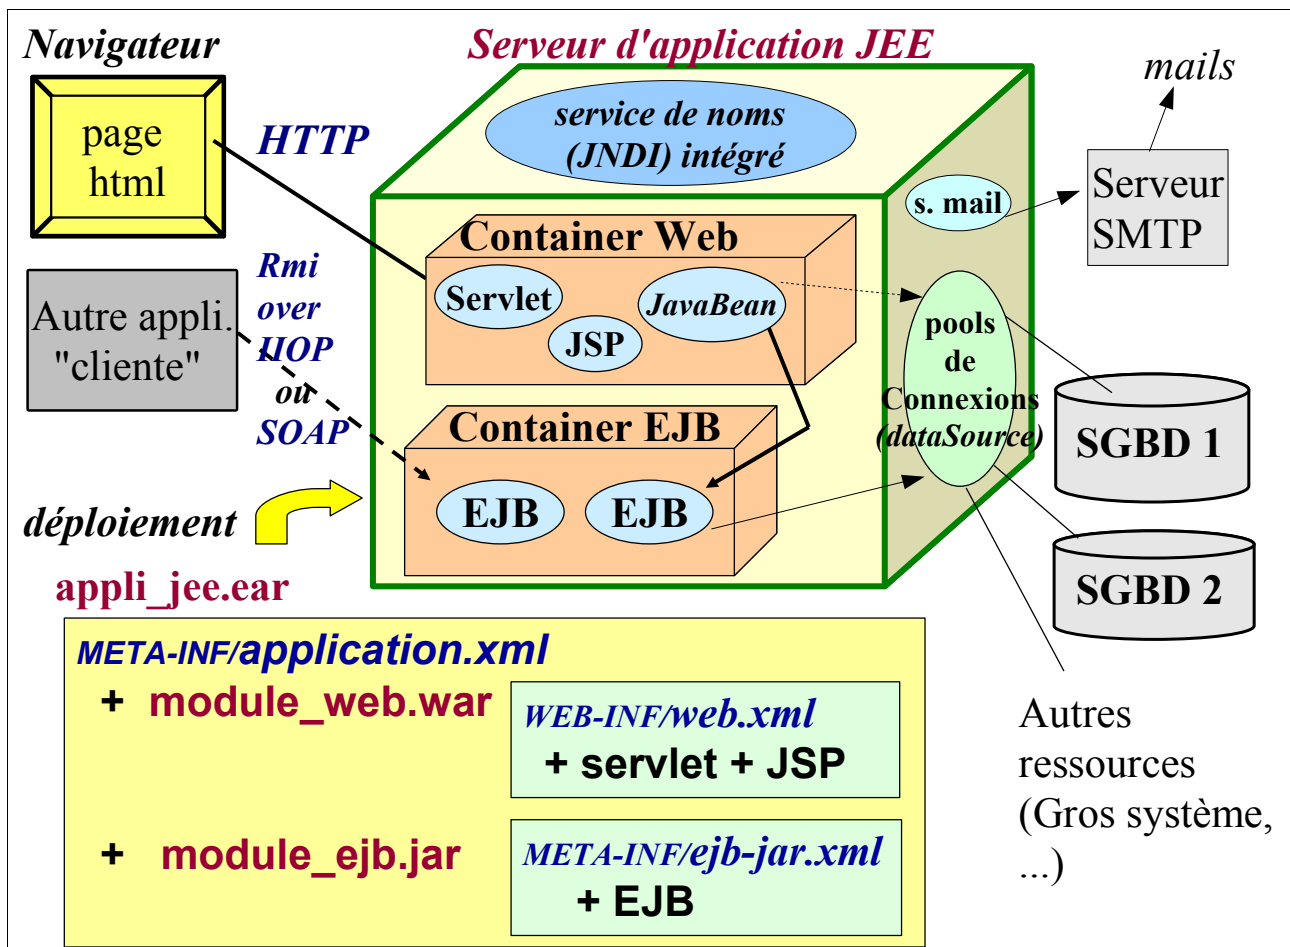 Navigateur
Serveur d'application JEE
mails
page
html
HTTP
service de noms
(JNDI) intégré
s. mail
Serveur
SMTP
Container Web
Servlet
JSP
JavaBean
Autre appli.
"cliente"
Rmi
over
IIOP
ou
SOAP
pools
de
Connexions
(dataSource)
SGBD 1
SGBD 2
Container EJB
EJB
EJB
déploiement
appli_jee.ear
META-INF/application.xml
+ module_web.war
WEB-INF/web.xml
+ servlet + JSP
+ module_ejb.jar
META-INF/ejb-jar.xml
+ EJB
Autres
ressources
(Gros système,
...)